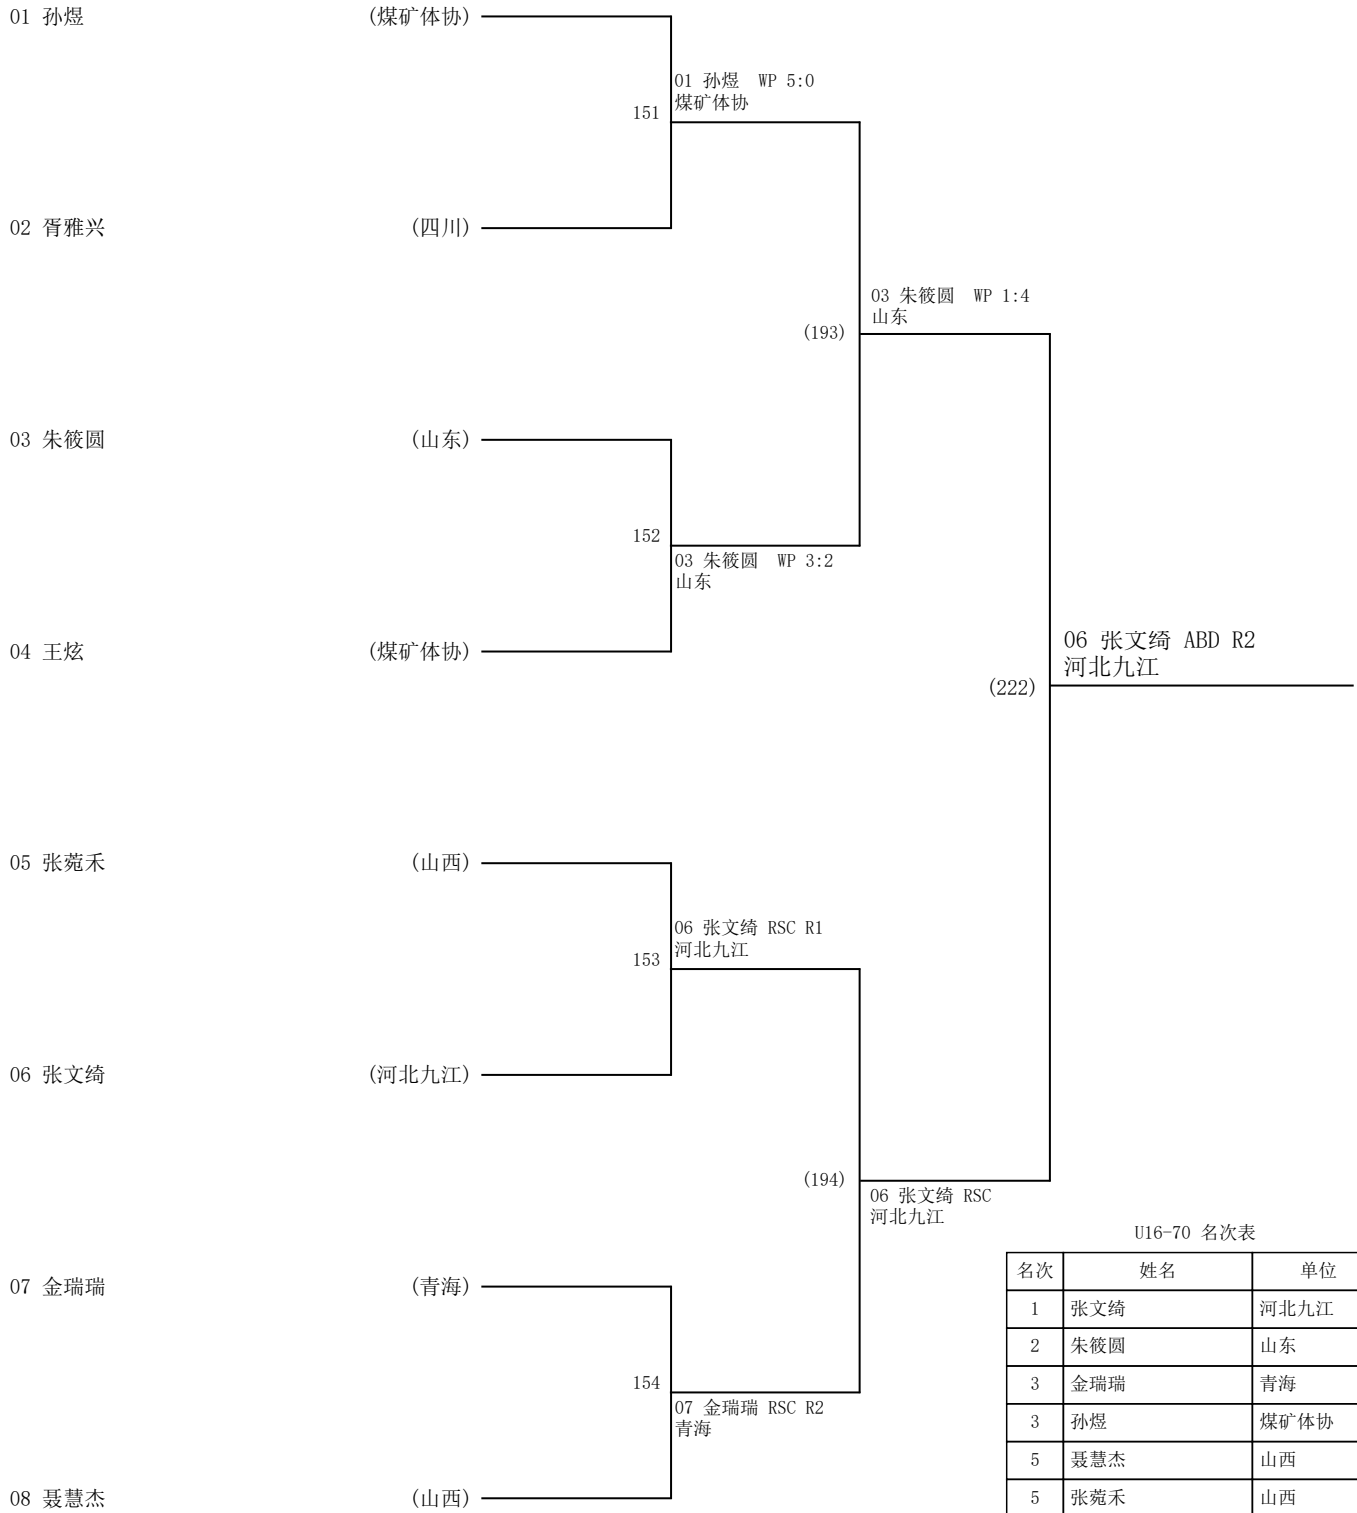 01 孙煜 (煤矿体协)
01 孙煜 WP 5:0
煤矿体协
151
02 胥雅兴 (四川)
03 朱筱圆 WP 1:4
山东
(193)
03 朱筱圆 (山东)
152
03 朱筱圆 WP 3:2
山东
04 王炫 (煤矿体协)
06 张文绮 ABD R2
河北九江
(222)
05 张菀禾 (山西)
06 张文绮 RSC R1
河北九江
153
06 张文绮 (河北九江)
(194)
06 张文绮 RSC
河北九江
07 金瑞瑞 (青海)
154
07 金瑞瑞 RSC R2
青海
08 聂慧杰 (山西)
U16-70 名次表
名次 姓名 单位
1 张文绮 河北九江
2 朱筱圆 山东
3 金瑞瑞 青海
3 孙煜 煤矿体协
5 聂慧杰 山西
5 张菀禾 山西